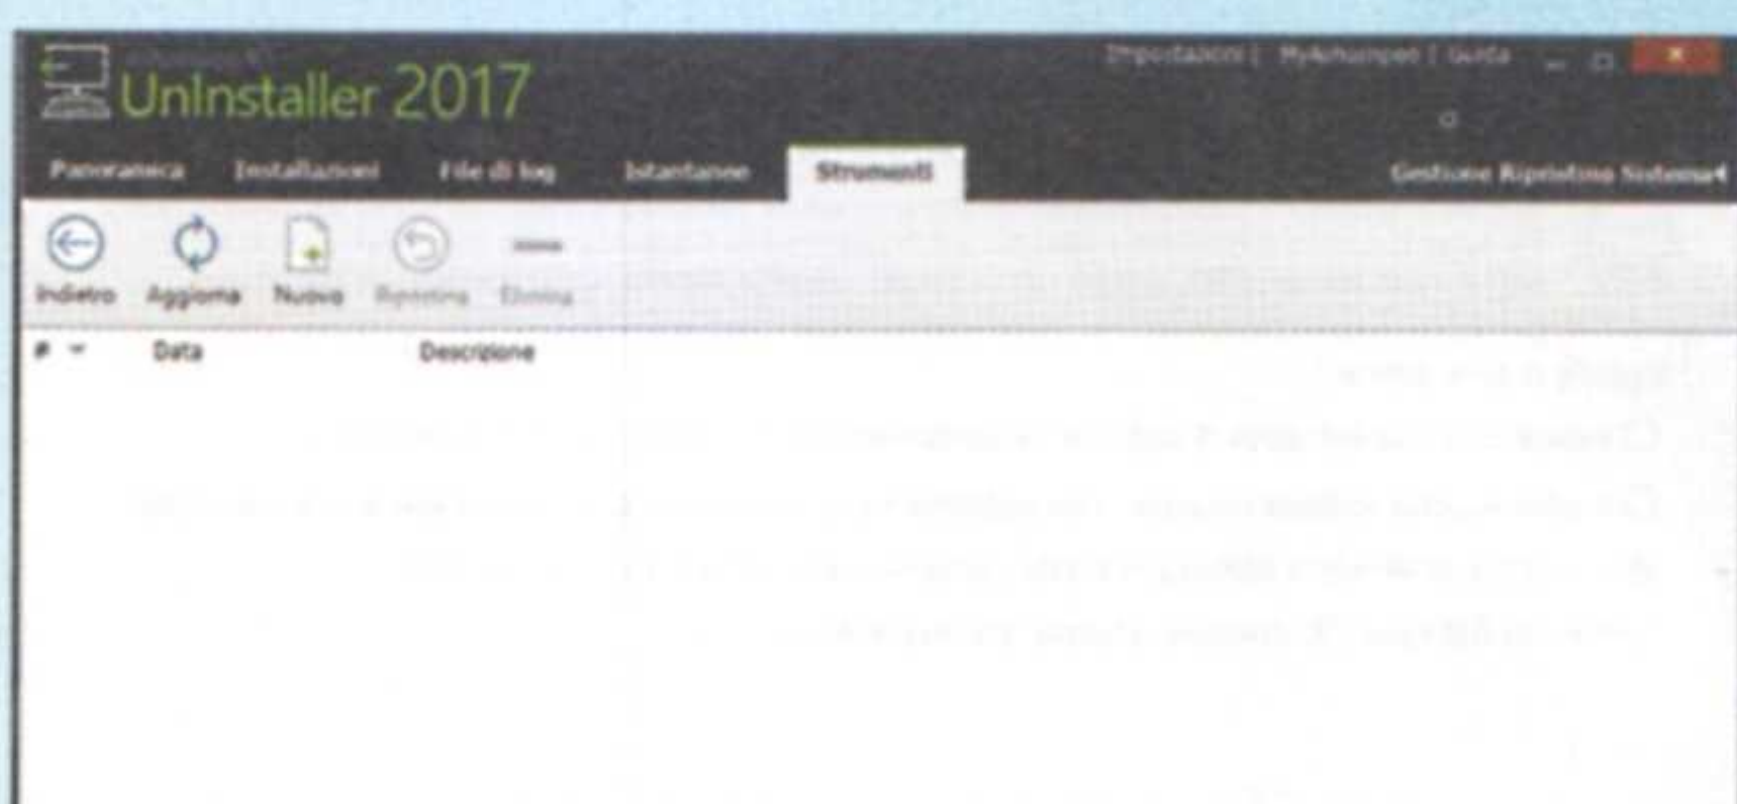 Impostazioni | MyAshampoo | Guida
UnInstaller 2017
Panoramica Installazioni File di log Istantanee Strumenti Gestione Ripristino Sistema
Indietro Aggiorna Nuovo Ripristina Elimina
# Data Descrizione